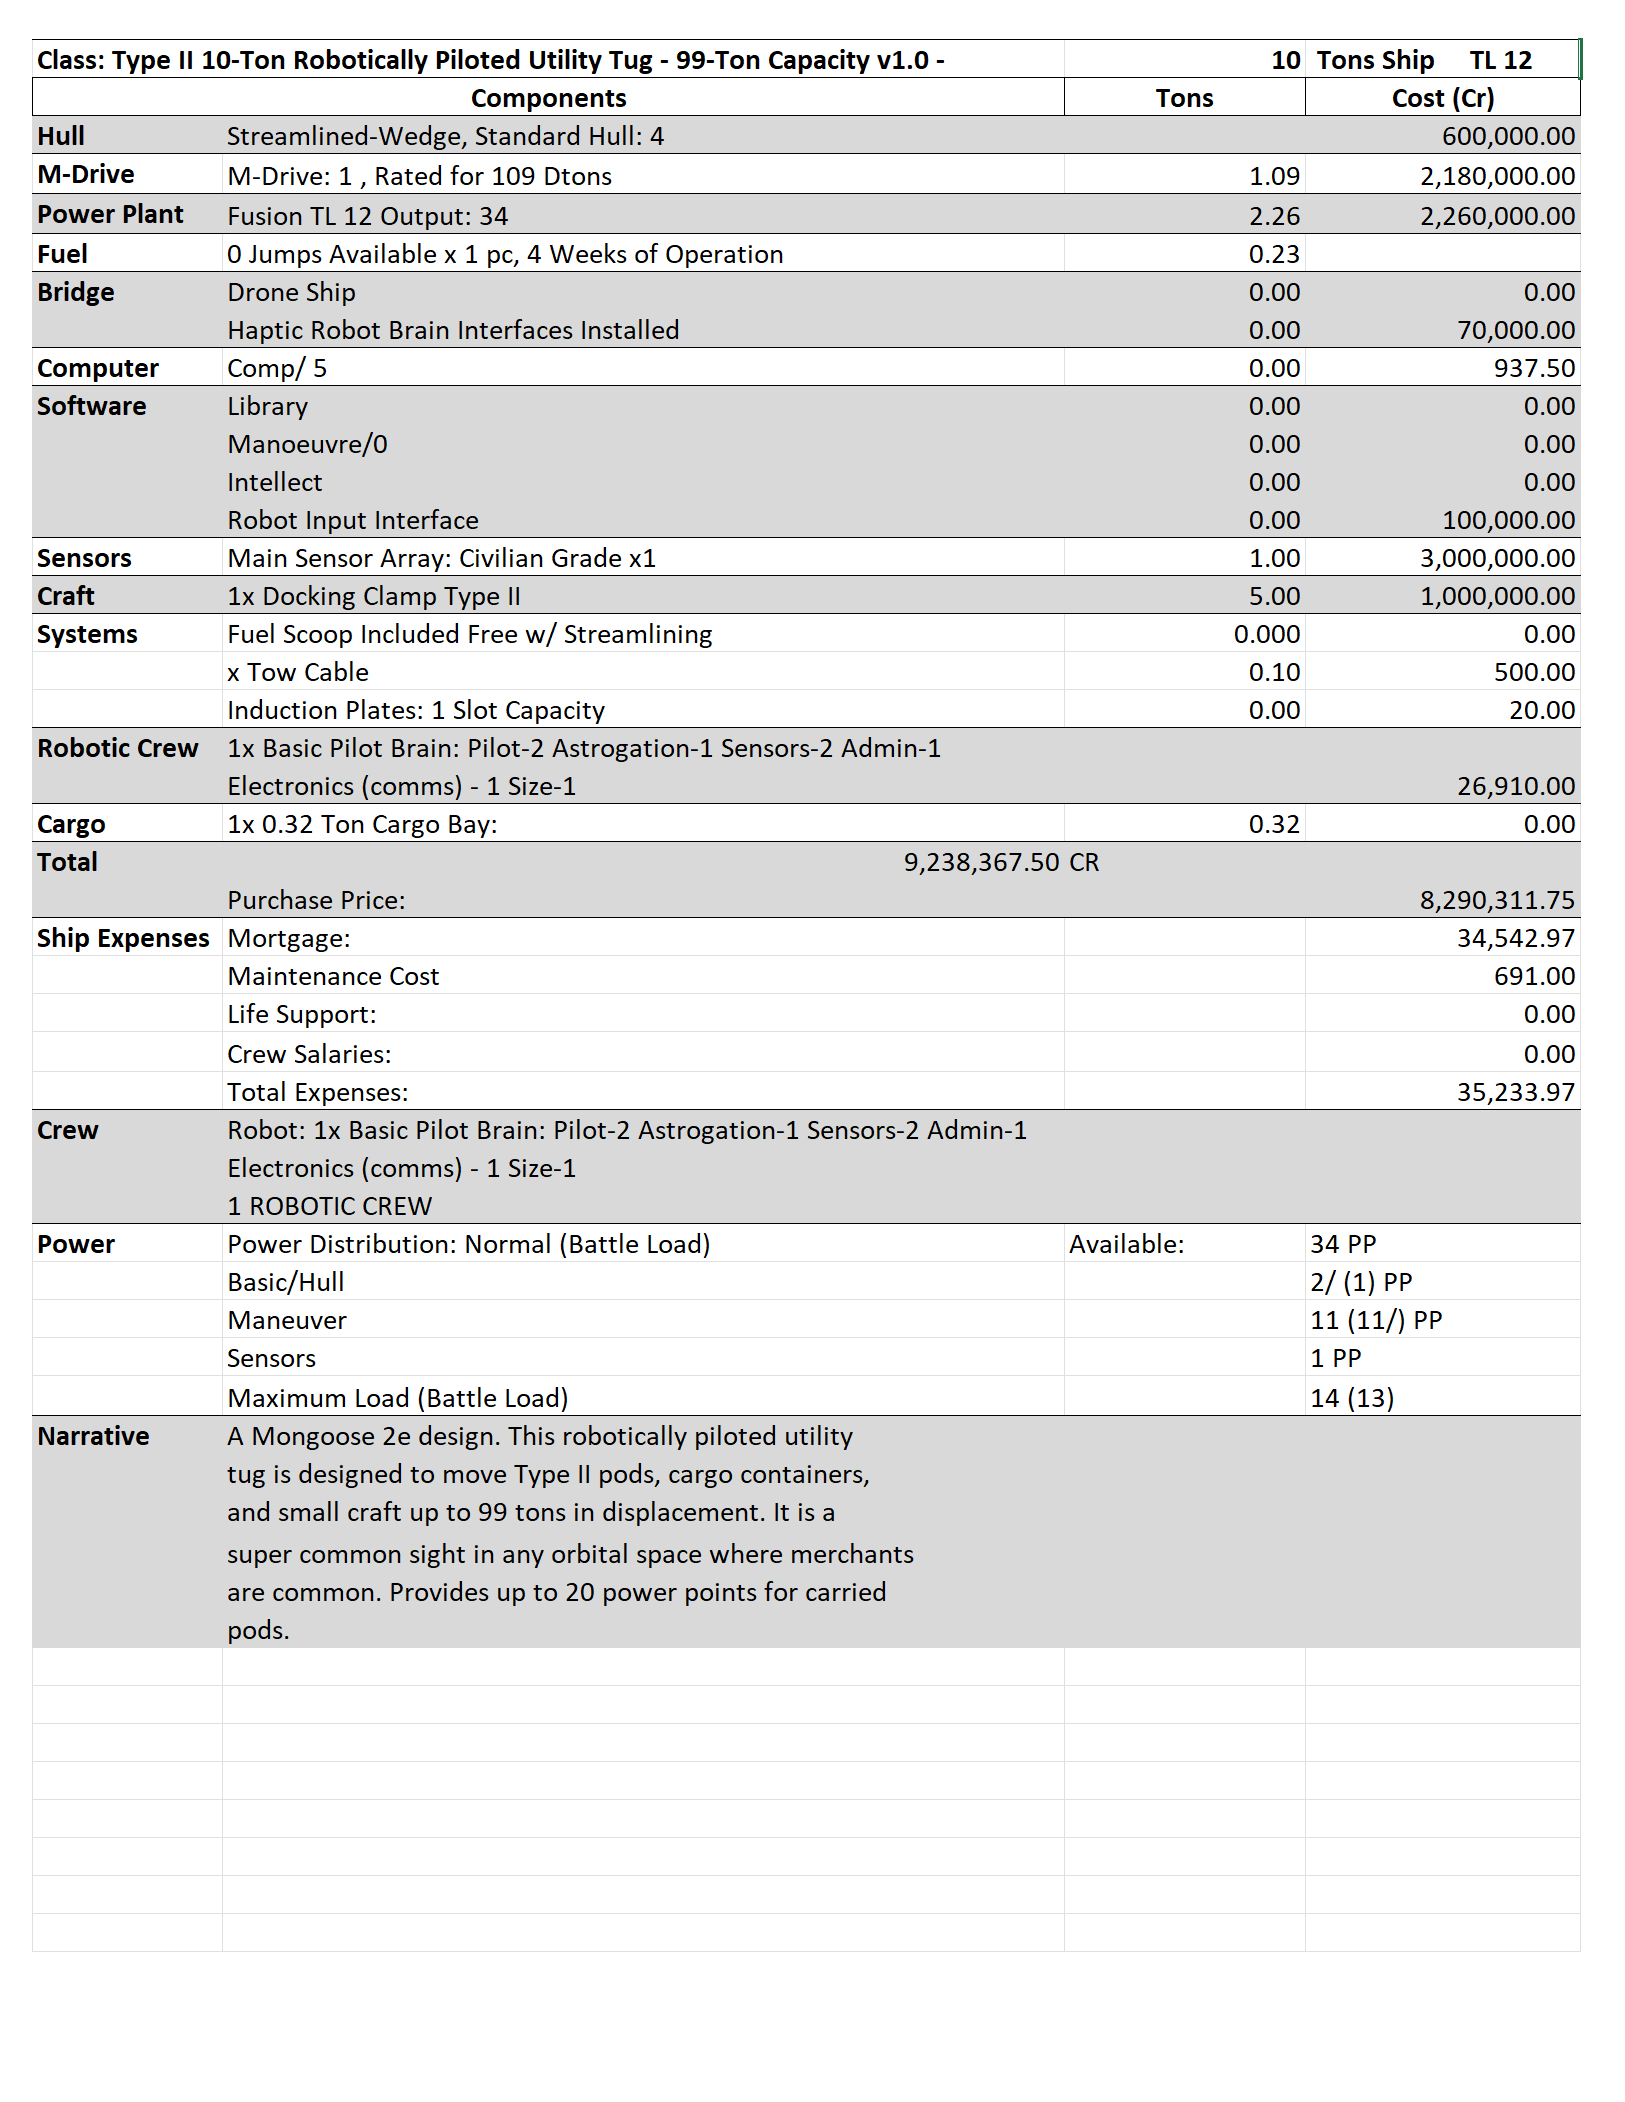 Class: Type II 10-Ton Robotically Piloted Utility Tug - 99-Ton Capacity v1.0 - 10 Tons Ship TL 12
Components Tons Cost (Cr)
Hull Streamlined-Wedge, Standard Hull: 4 600,000.00
M-Drive M-Drive: 1 , Rated for 109 Dtons 1.09 2,180,000.00
Power Plant Fusion TL 12 Output: 34 2.26 2,260,000.00
Fuel 0 Jumps Available x 1 pc, 4 Weeks of Operation 0.23
Bridge Drone Ship 0.00 0.00
Haptic Robot Brain Interfaces Installed 0.00 70,000.00
Computer Comp/ 5 0.00 937.50
Software Library 0.00 0.00
Manoeuvre/0 0.00 0.00
Intellect 0.00 0.00
Robot Input Interface 0.00 100,000.00
Sensors Main Sensor Array: Civilian Grade x1 1.00 3,000,000.00
Craft 1x Docking Clamp Type II 5.00 1,000,000.00
Systems Fuel Scoop Included Free w/ Streamlining 0.000 0.00
x Tow Cable 0.10 500.00
Induction Plates: 1 Slot Capacity 0.00 20.00
Robotic Crew 1x Basic Pilot Brain: Pilot-2 Astrogation-1 Sensors-2 Admin-1
Electronics (comms) - 1 Size-1 26,910.00
Cargo 1x 0.32 Ton Cargo Bay: 0.32 0.00
Total 9,238,367.50 CR
Purchase Price: 8,290,311.75
Ship Expenses Mortgage: 34,542.97
Maintenance Cost 691.00
Life Support: 0.00
Crew Salaries: 0.00
Total Expenses: 35,233.97
Crew Robot: 1x Basic Pilot Brain: Pilot-2 Astrogation-1 Sensors-2 Admin-1
Electronics (comms) - 1 Size-1
1 ROBOTIC CREW
Power Power Distribution: Normal (Battle Load) Available: 34 PP
Basic/Hull 2/ (1) PP
Maneuver 11 (11/) PP
Sensors 1 PP
Maximum Load (Battle Load) 14 (13)
Narrative A Mongoose 2e design. This robotically piloted utility
tug is designed to move Type II pods, cargo containers,
and small craft up to 99 tons in displacement. It is a
super common sight in any orbital space where merchants
are common. Provides up to 20 power points for carried
pods.